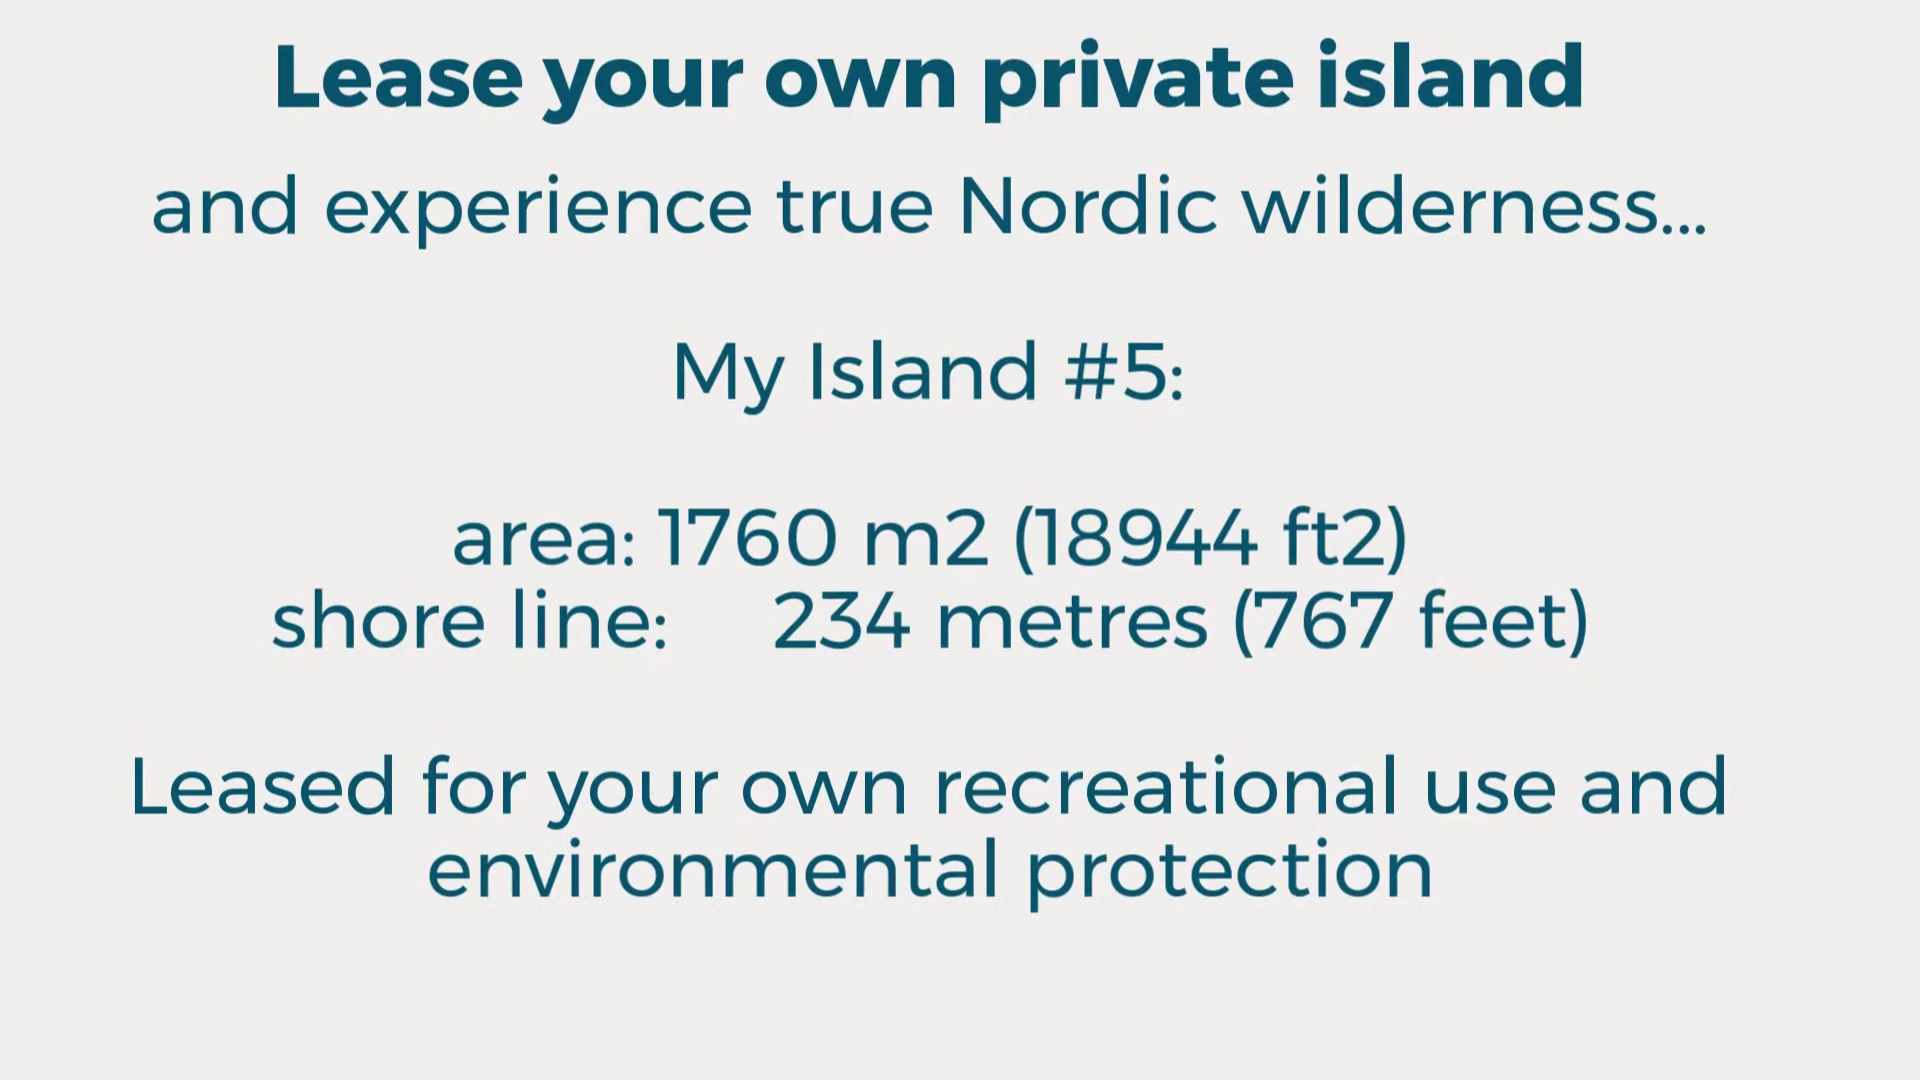 Lease your own private island
and experience true Nordic wilderness...
My Island #5:
area: 1760 m2 (18944 ft2)
shore line: 234 metres (767 feet)
Leased for your own recreational use and
environmental protection